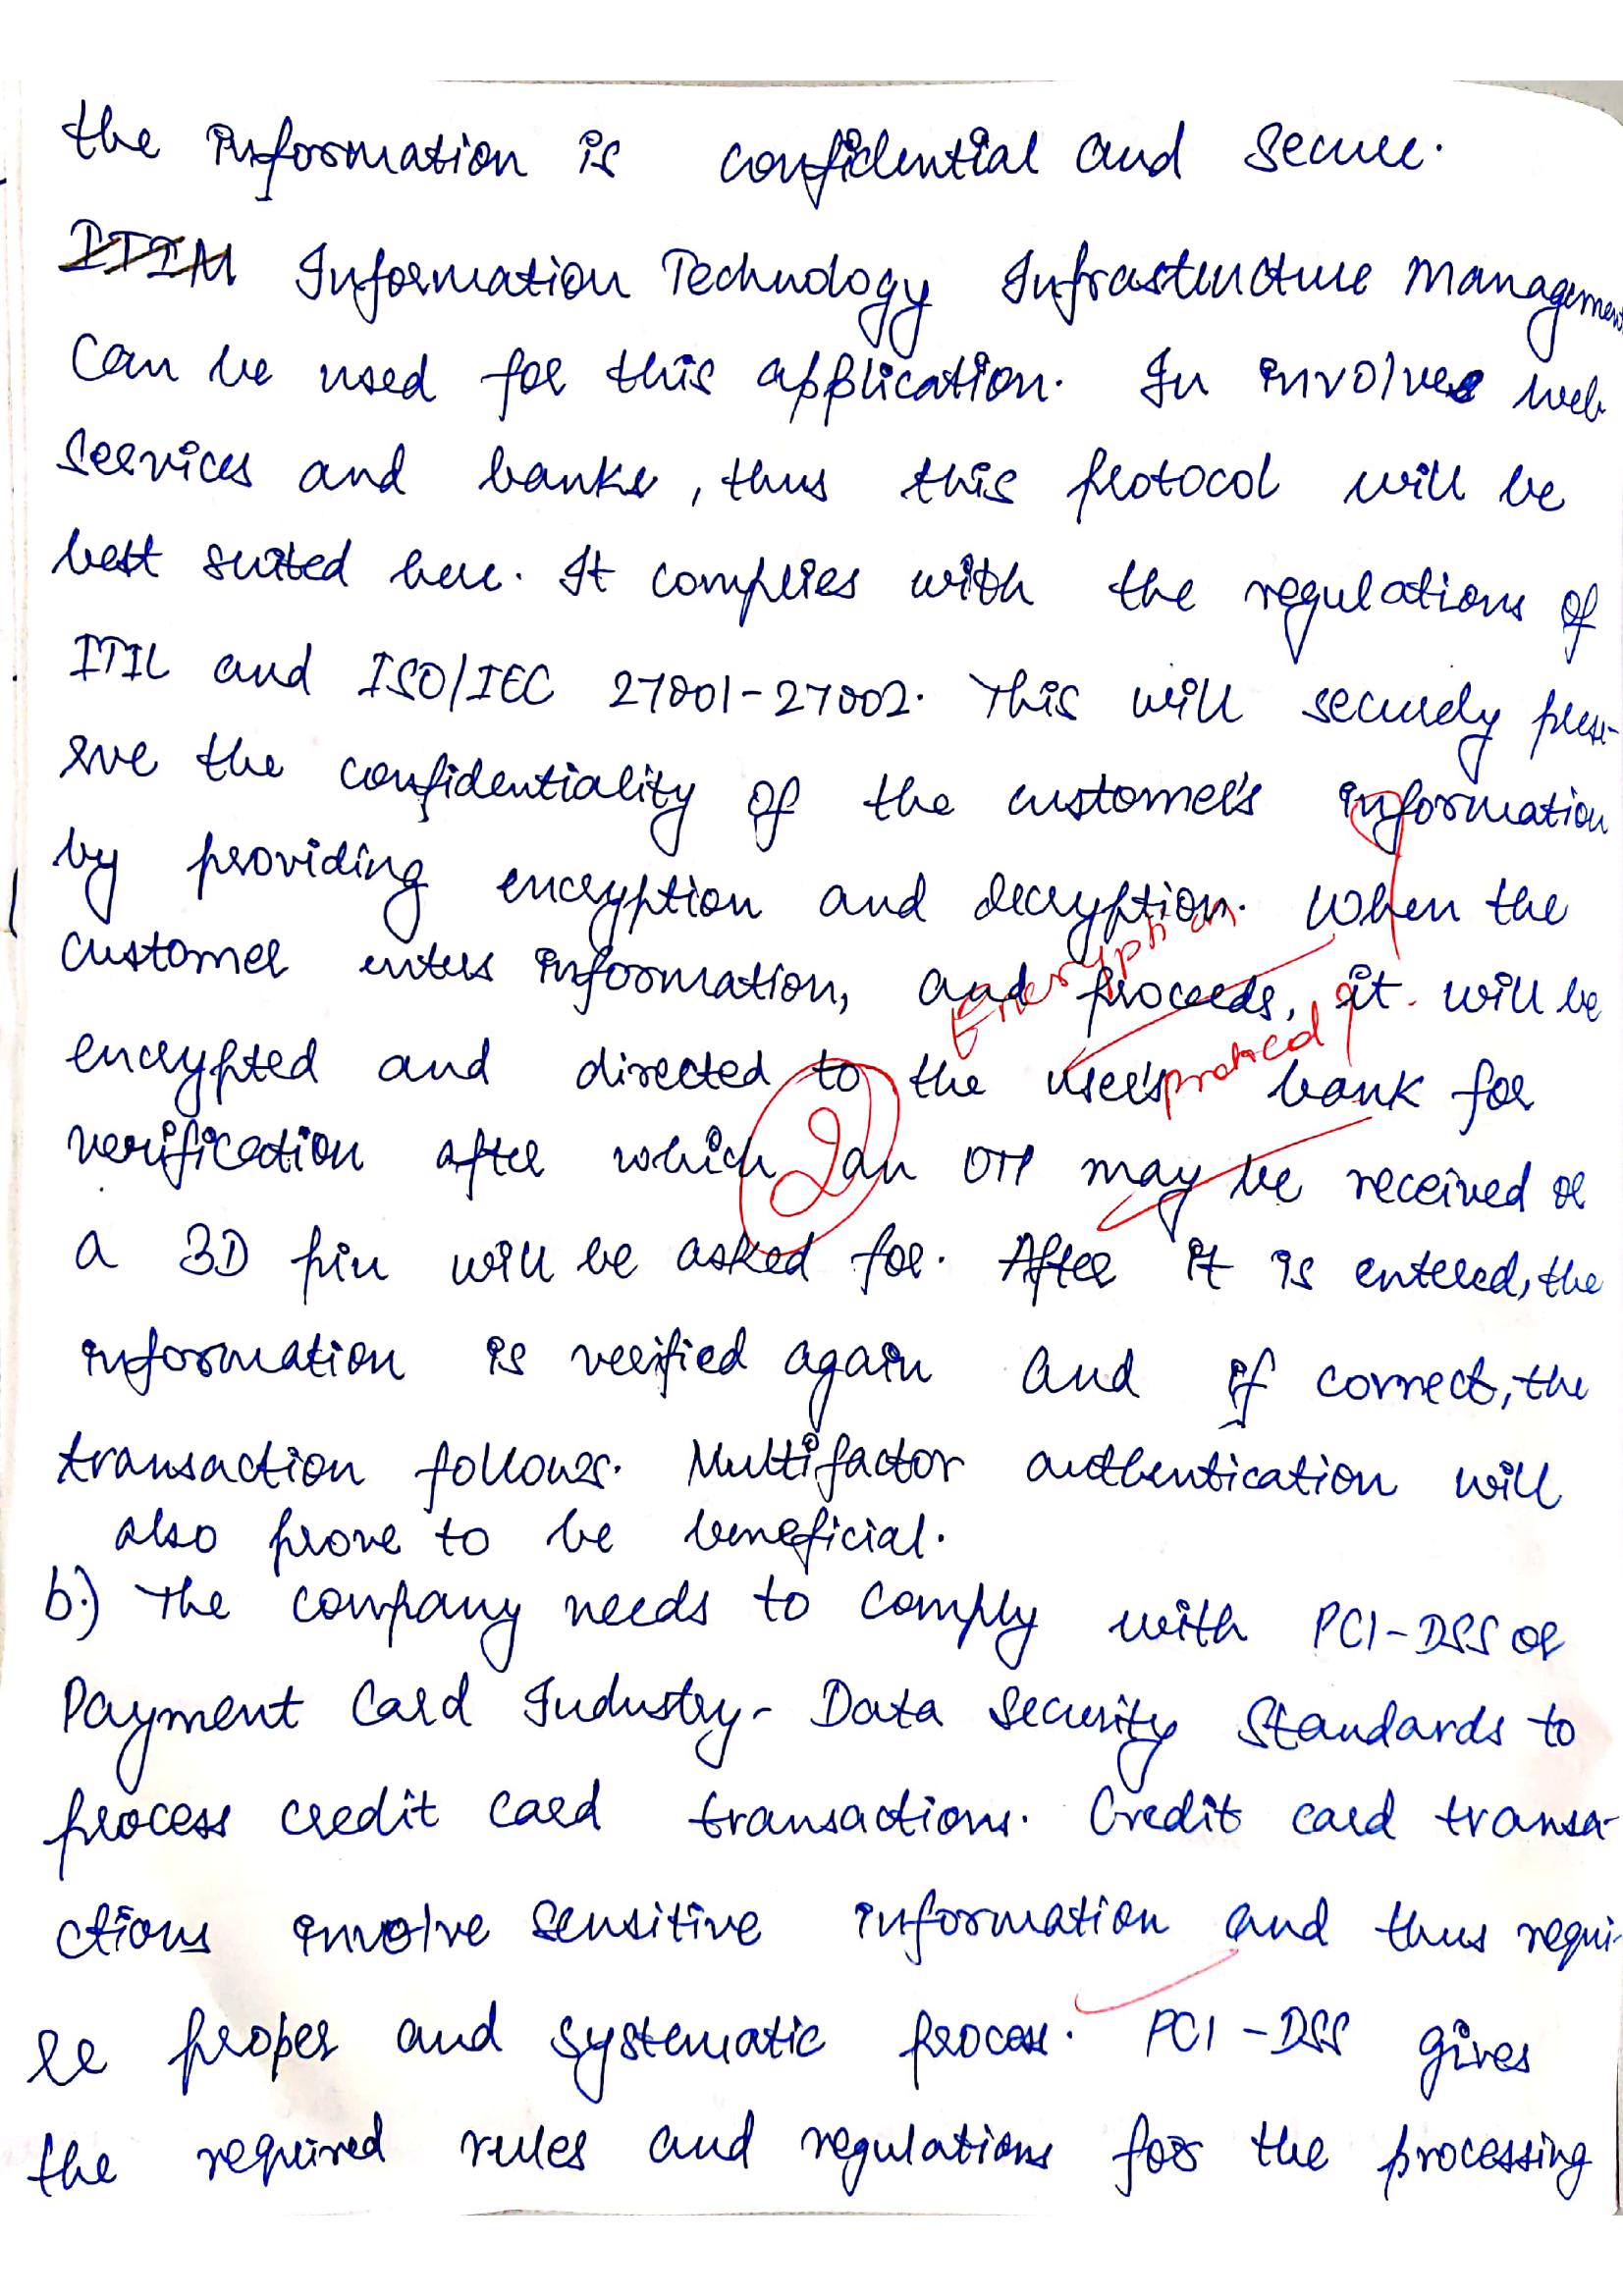 the information is confidential and secure.
ITIM Information Technology Infrastructure Management
can be used for this application. In involves web
services and banks, thus this protocol will be
best suited here. It complies with the regulations of
ITIL and ISO/IEC 27001-27002. This will securely prese-
rve the confidentiality of the customer's information
by providing encryption and decryption. When the
customer enters information, and proceeds, it will be
Encryption
encrypted and directed to the user's bank for
protocol ?
verification after which an OTP may be received or
2
a 3D pin will be asked for. After it is entered, the
information is verified again and if correct, the
transaction follows. Multifactor authentication will
also prove to be beneficial.
b.) The company needs to comply with PCI-DSS or
Payment Card Industry- Data Security Standards to
process credit card transactions. Credit card transa-
ctions involve sensitive information and thus requi-
re proper and systematic process. PCI-DSS gives
the required rules and regulations for the processing